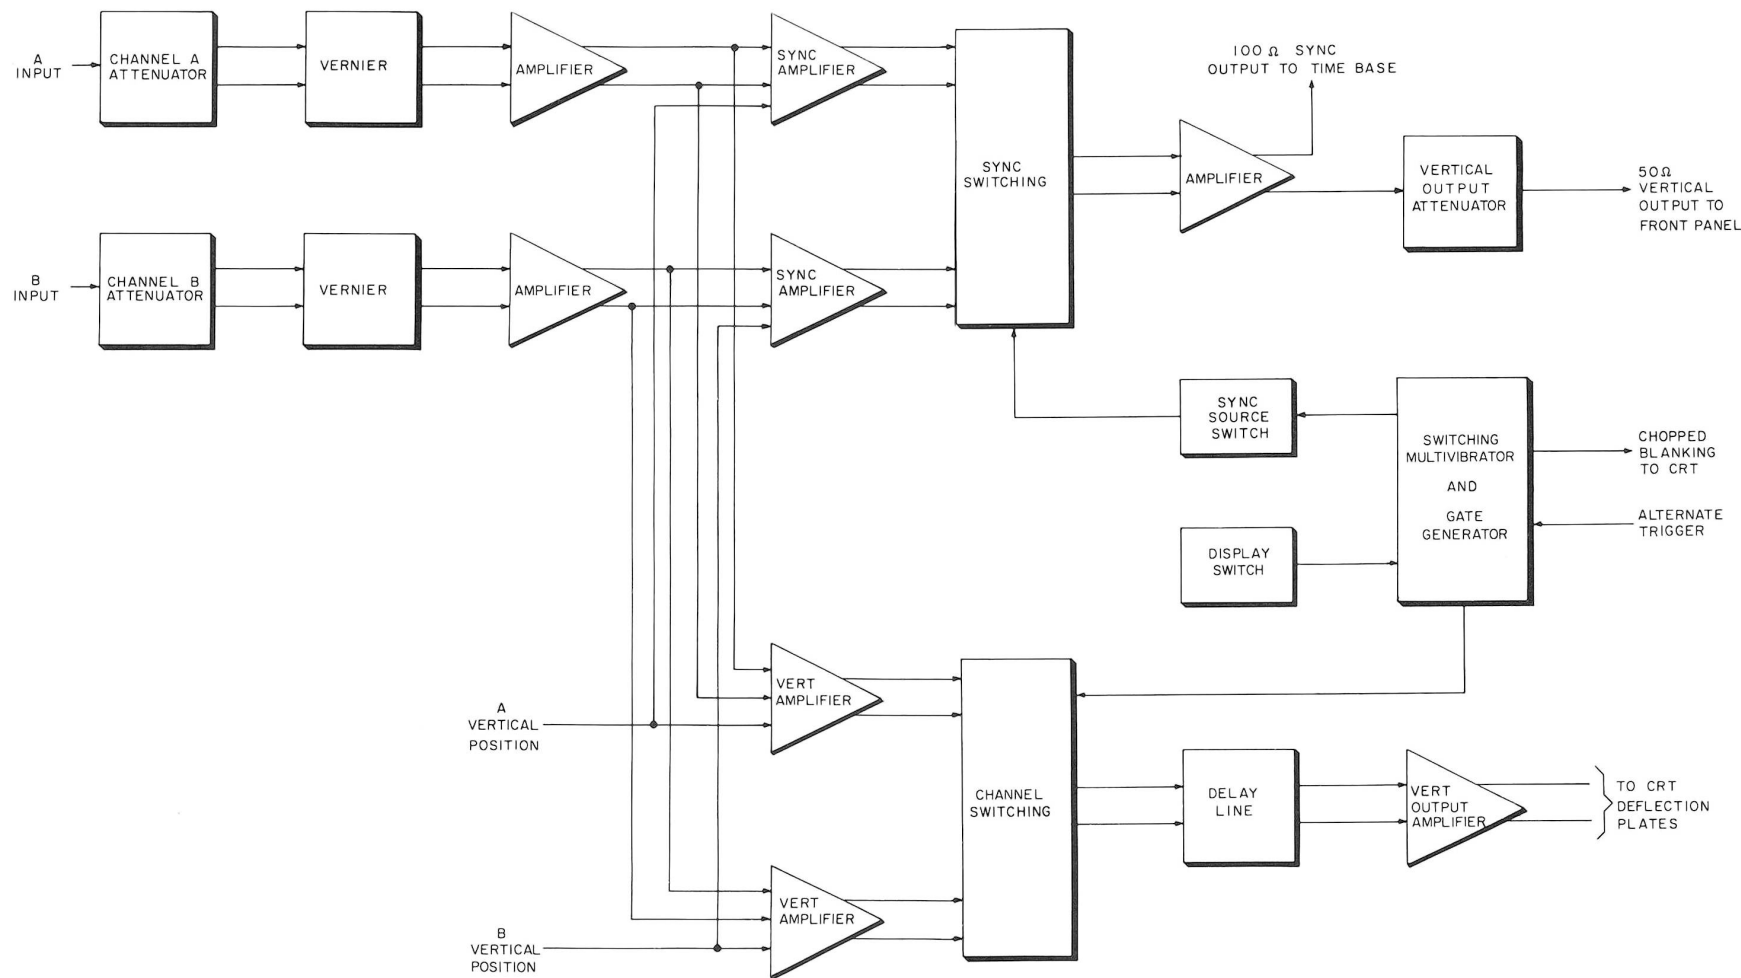 A
INPUT
CHANNEL A
ATTENUATOR
VERNIER
AMPLIFIER
SYNC
AMPLIFIER
SYNC
SWITCHING
100 Ω SYNC
OUTPUT TO TIME BASE
AMPLIFIER
VERTICAL
OUTPUT
ATTENUATOR
50Ω
VERTICAL
OUTPUT TO
FRONT PANEL
B
INPUT
CHANNEL B
ATTENUATOR
VERNIER
AMPLIFIER
SYNC
AMPLIFIER
SYNC
SOURCE
SWITCH
SWITCHING
MULTIVIBRATOR
AND
GATE
GENERATOR
CHOPPED
BLANKING
TO CRT
ALTERNATE
TRIGGER
DISPLAY
SWITCH
A
VERTICAL
POSITION
VERT
AMPLIFIER
CHANNEL
SWITCHING
DELAY
LINE
VERT
OUTPUT
AMPLIFIER
TO CRT
DEFLECTION
PLATES
B
VERTICAL
POSITION
VERT
AMPLIFIER